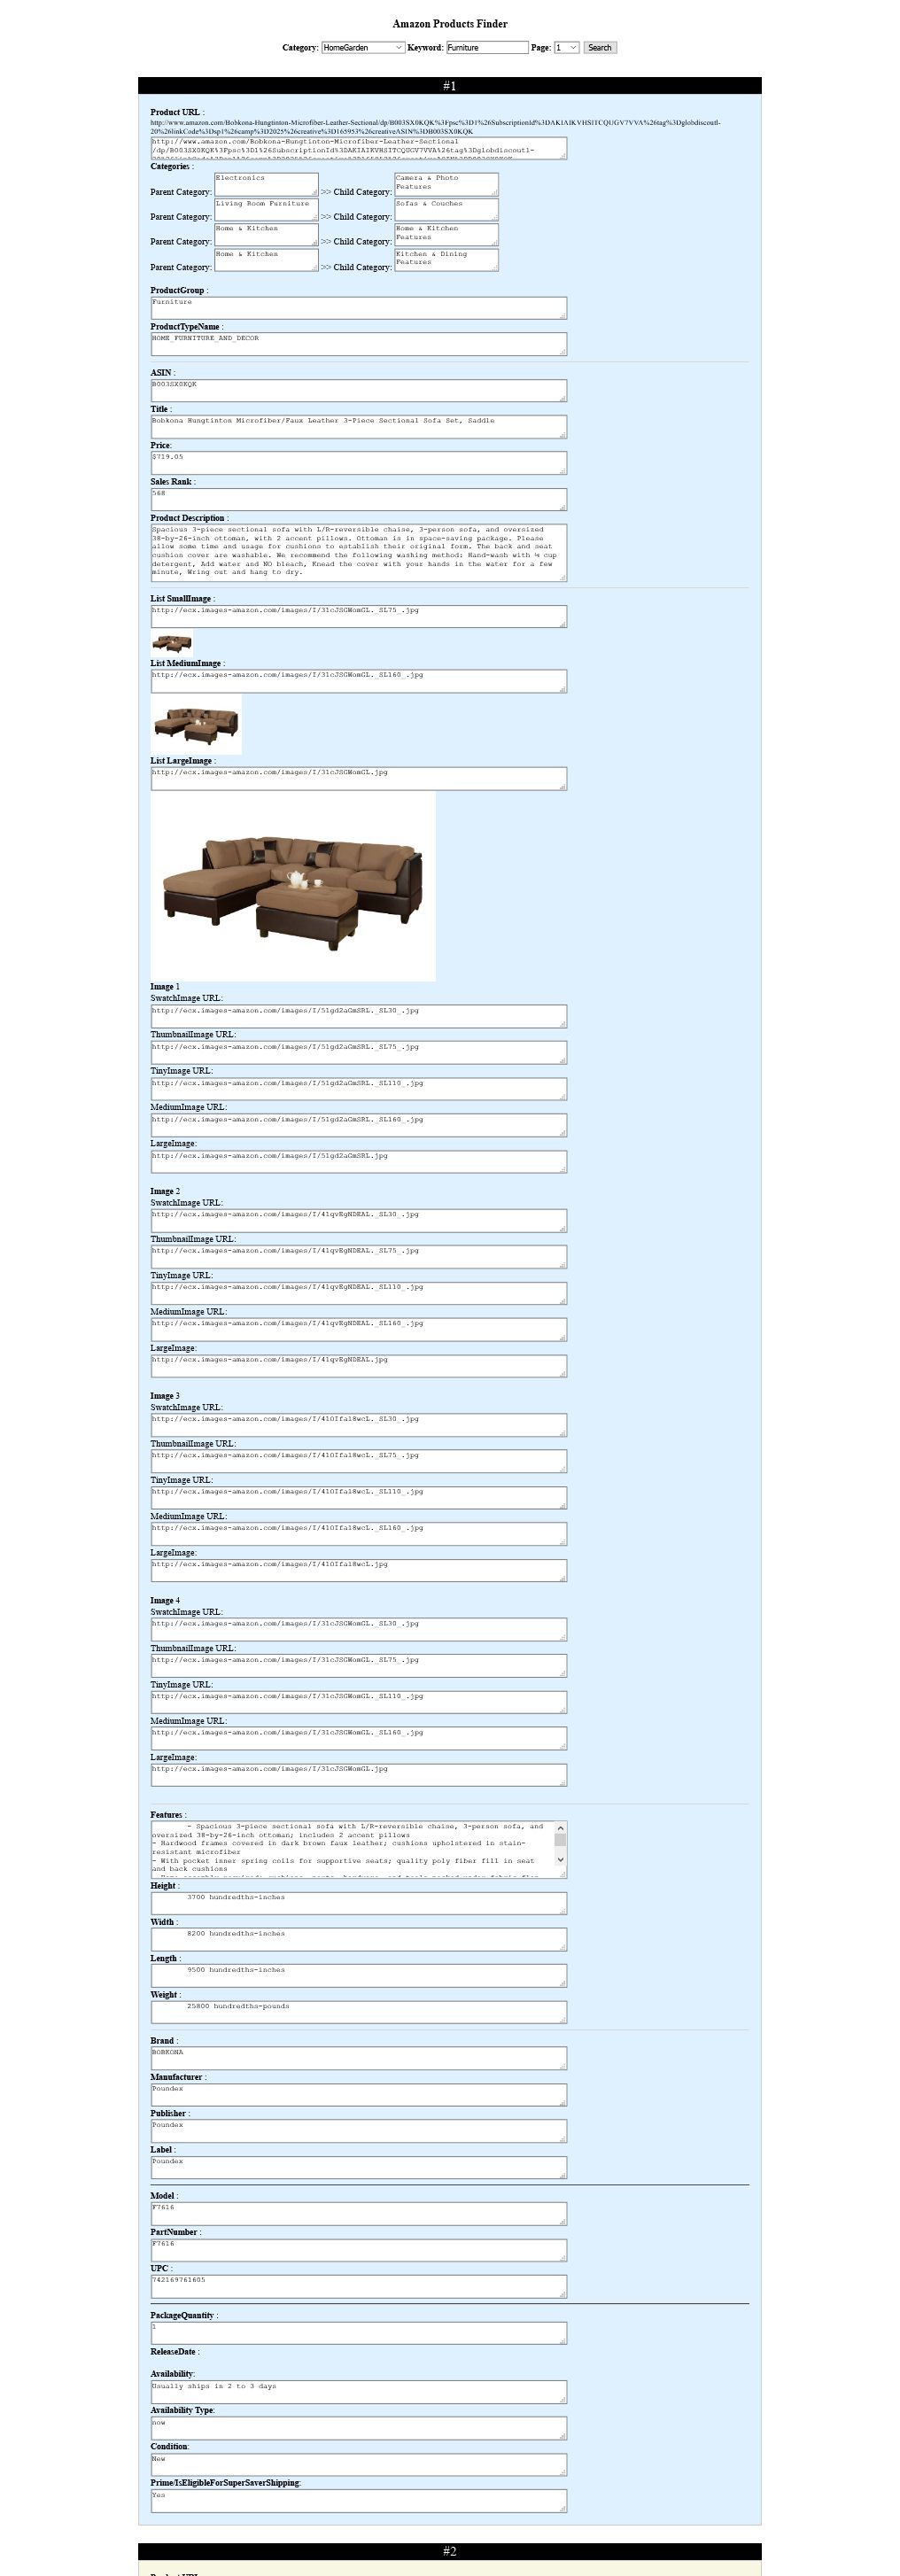 Amazon Products Finder
Category: HomeGarden Keyword: Furniture Page: 1 Search
#1
Product URL :
http://www.amazon.com/Bobkona-Hungtinton-Microfiber-Leather-Sectional/dp/B003SX0KQK%3Fpsc%3D1%26SubscriptionId%3DAKIAIKVHSITCQUGV7VVA%26tag%3Dglobdiscoutl-
20%26linkCode%3Dsp1%26camp%3D2025%26creative%3D165953%26creativeASIN%3DB003SX0KQK
http://www.amazon.com/Bobkona-Hungtinton-Microfiber-Leather-Sectional
/dp/B003SX0KQK%3Fpsc%3D1%26SubscriptionId%3DAKIAIKVHSITCQUGV7VVA%26tag%3Dglobdiscoutl-
Categories :
Parent Category: Electronics >> Child Category: Camera & Photo Features
Parent Category: Living Room Furniture >> Child Category: Sofas & Couches
Parent Category: Home & Kitchen >> Child Category: Home & Kitchen Features
Parent Category: Home & Kitchen >> Child Category: Kitchen & Dining Features
ProductGroup :
Furniture
ProductTypeName :
HOME_FURNITURE_AND_DECOR
ASIN :
B003SX0KQK
Title :
Bobkona Hungtinton Microfiber/Faux Leather 3-Piece Sectional Sofa Set, Saddle
Price:
$719.05
Sales Rank :
568
Product Description :
Spacious 3-piece sectional sofa with L/R-reversible chaise, 3-person sofa, and oversized
38-by-26-inch ottoman, with 2 accent pillows. Ottoman is in space-saving package. Please
allow some time and usage for cushions to establish their original form. The back and seat
cushion cover are washable. We recommend the following washing method: Hand-wash with ¼ cup
detergent, Add water and NO bleach, Knead the cover with your hands in the water for a few
minute, Wring out and hang to dry.
List SmallImage :
http://ecx.images-amazon.com/images/I/31cJSGWomGL._SL75_.jpg
List MediumImage :
http://ecx.images-amazon.com/images/I/31cJSGWomGL._SL160_.jpg
List LargeImage :
http://ecx.images-amazon.com/images/I/31cJSGWomGL.jpg
Image 1
SwatchImage URL:
http://ecx.images-amazon.com/images/I/51gd2aGmSRL._SL30_.jpg
ThumbnailImage URL:
http://ecx.images-amazon.com/images/I/51gd2aGmSRL._SL75_.jpg
TinyImage URL:
http://ecx.images-amazon.com/images/I/51gd2aGmSRL._SL110_.jpg
MediumImage URL:
http://ecx.images-amazon.com/images/I/51gd2aGmSRL._SL160_.jpg
LargeImage:
http://ecx.images-amazon.com/images/I/51gd2aGmSRL.jpg
Image 2
SwatchImage URL:
http://ecx.images-amazon.com/images/I/41qvEgNDEAL._SL30_.jpg
ThumbnailImage URL:
http://ecx.images-amazon.com/images/I/41qvEgNDEAL._SL75_.jpg
TinyImage URL:
http://ecx.images-amazon.com/images/I/41qvEgNDEAL._SL110_.jpg
MediumImage URL:
http://ecx.images-amazon.com/images/I/41qvEgNDEAL._SL160_.jpg
LargeImage:
http://ecx.images-amazon.com/images/I/41qvEgNDEAL.jpg
Image 3
SwatchImage URL:
http://ecx.images-amazon.com/images/I/41OIfa18wcL._SL30_.jpg
ThumbnailImage URL:
http://ecx.images-amazon.com/images/I/41OIfa18wcL._SL75_.jpg
TinyImage URL:
http://ecx.images-amazon.com/images/I/41OIfa18wcL._SL110_.jpg
MediumImage URL:
http://ecx.images-amazon.com/images/I/41OIfa18wcL._SL160_.jpg
LargeImage:
http://ecx.images-amazon.com/images/I/41OIfa18wcL.jpg
Image 4
SwatchImage URL:
http://ecx.images-amazon.com/images/I/31cJSGWomGL._SL30_.jpg
ThumbnailImage URL:
http://ecx.images-amazon.com/images/I/31cJSGWomGL._SL75_.jpg
TinyImage URL:
http://ecx.images-amazon.com/images/I/31cJSGWomGL._SL110_.jpg
MediumImage URL:
http://ecx.images-amazon.com/images/I/31cJSGWomGL._SL160_.jpg
LargeImage:
http://ecx.images-amazon.com/images/I/31cJSGWomGL.jpg
Features :
- Spacious 3-piece sectional sofa with L/R-reversible chaise, 3-person sofa, and
oversized 38-by-26-inch ottoman; includes 2 accent pillows
- Hardwood frames covered in dark brown faux leather; cushions upholstered in stain-
resistant microfiber
- With pocket inner spring coils for supportive seats; quality poly fiber fill in seat
and back cushions
Height :
3700 hundredths-inches
Width :
8200 hundredths-inches
Length :
9500 hundredths-inches
Weight :
25800 hundredths-pounds
Brand :
BOBKONA
Manufacturer :
Poundex
Publisher :
Poundex
Label :
Poundex
Model :
F7616
PartNumber :
F7616
UPC :
742169761605
PackageQuantity :
1
ReleaseDate :
Availability:
Usually ships in 2 to 3 days
Availability Type:
now
Condition:
New
Prime/IsEligibleForSuperSaverShipping:
Yes
#2